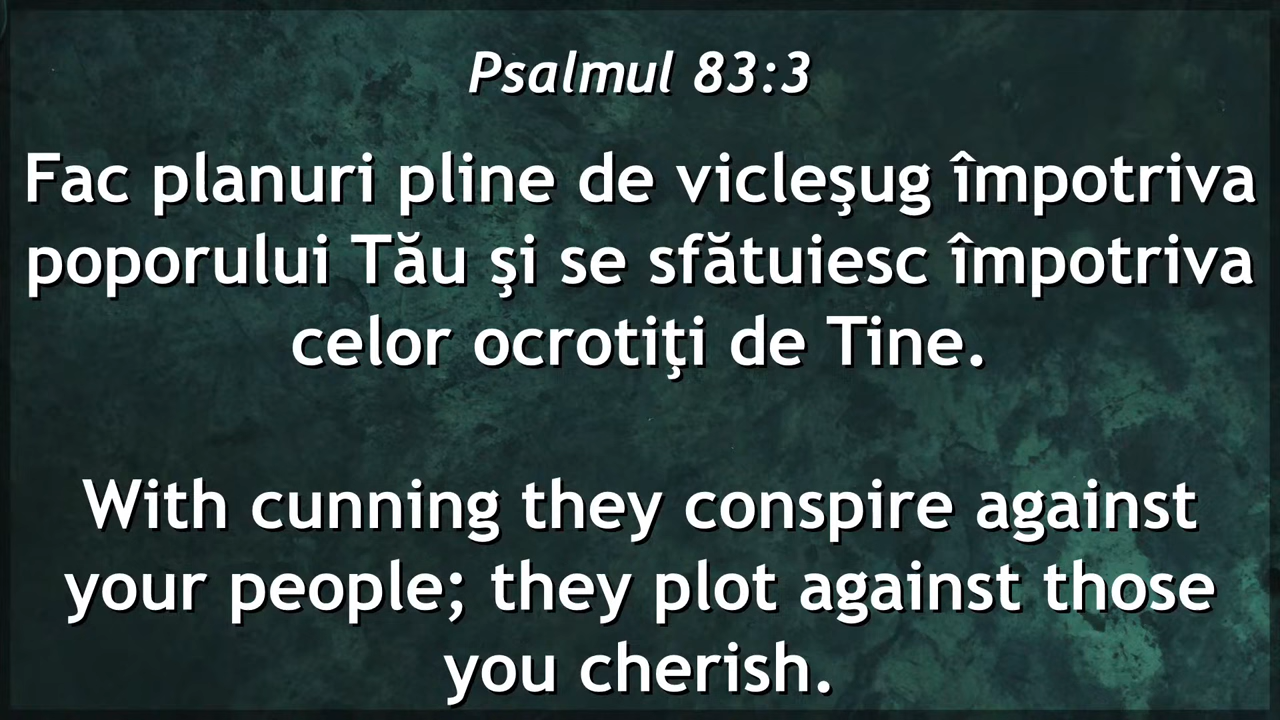 Psalmul 83:3
Fac planuri pline de vicleşug împotriva
poporului Tău şi se sfătuiesc împotriva
celor ocrotiţi de Tine.
With cunning they conspire against
your people; they plot against those
you cherish.